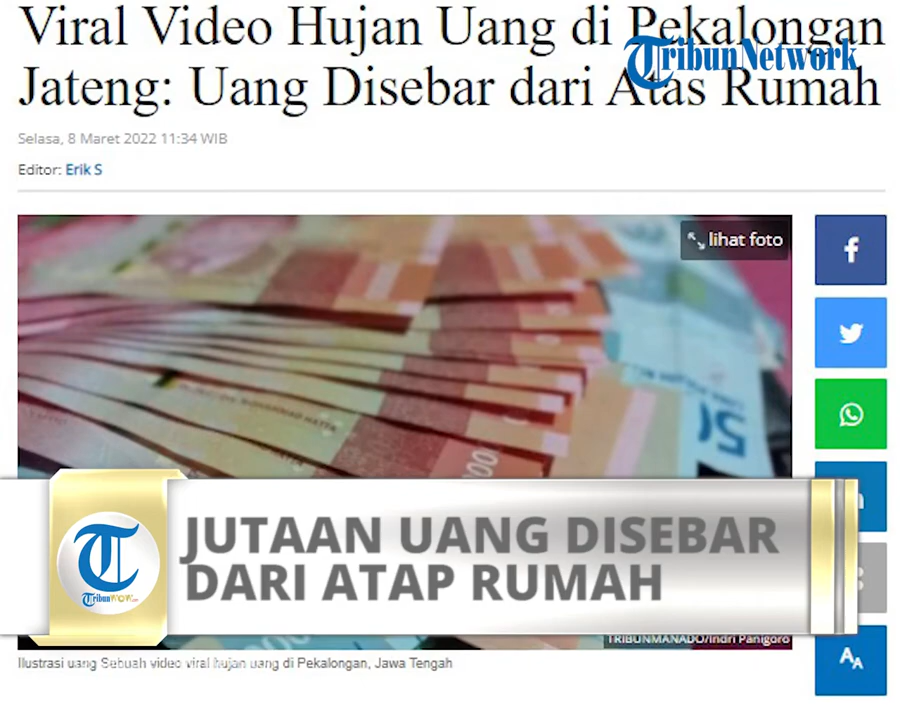 Viral Video Hujan Uang di Pekalongan
TribunNetwork
Jateng: Uang Disebar dari Atas Rumah
Selasa, 8 Maret 2022 11:34 WIB
Editor: Erik S
lihat foto
JUTAAN UANG DISEBAR
DARI ATAP RUMAH
TribunWOW.com
TRIBUNMANADO/Indri Panigoro
Ilustrasi uang Sebuah video viral hujan uang di Pekalongan, Jawa Tengah